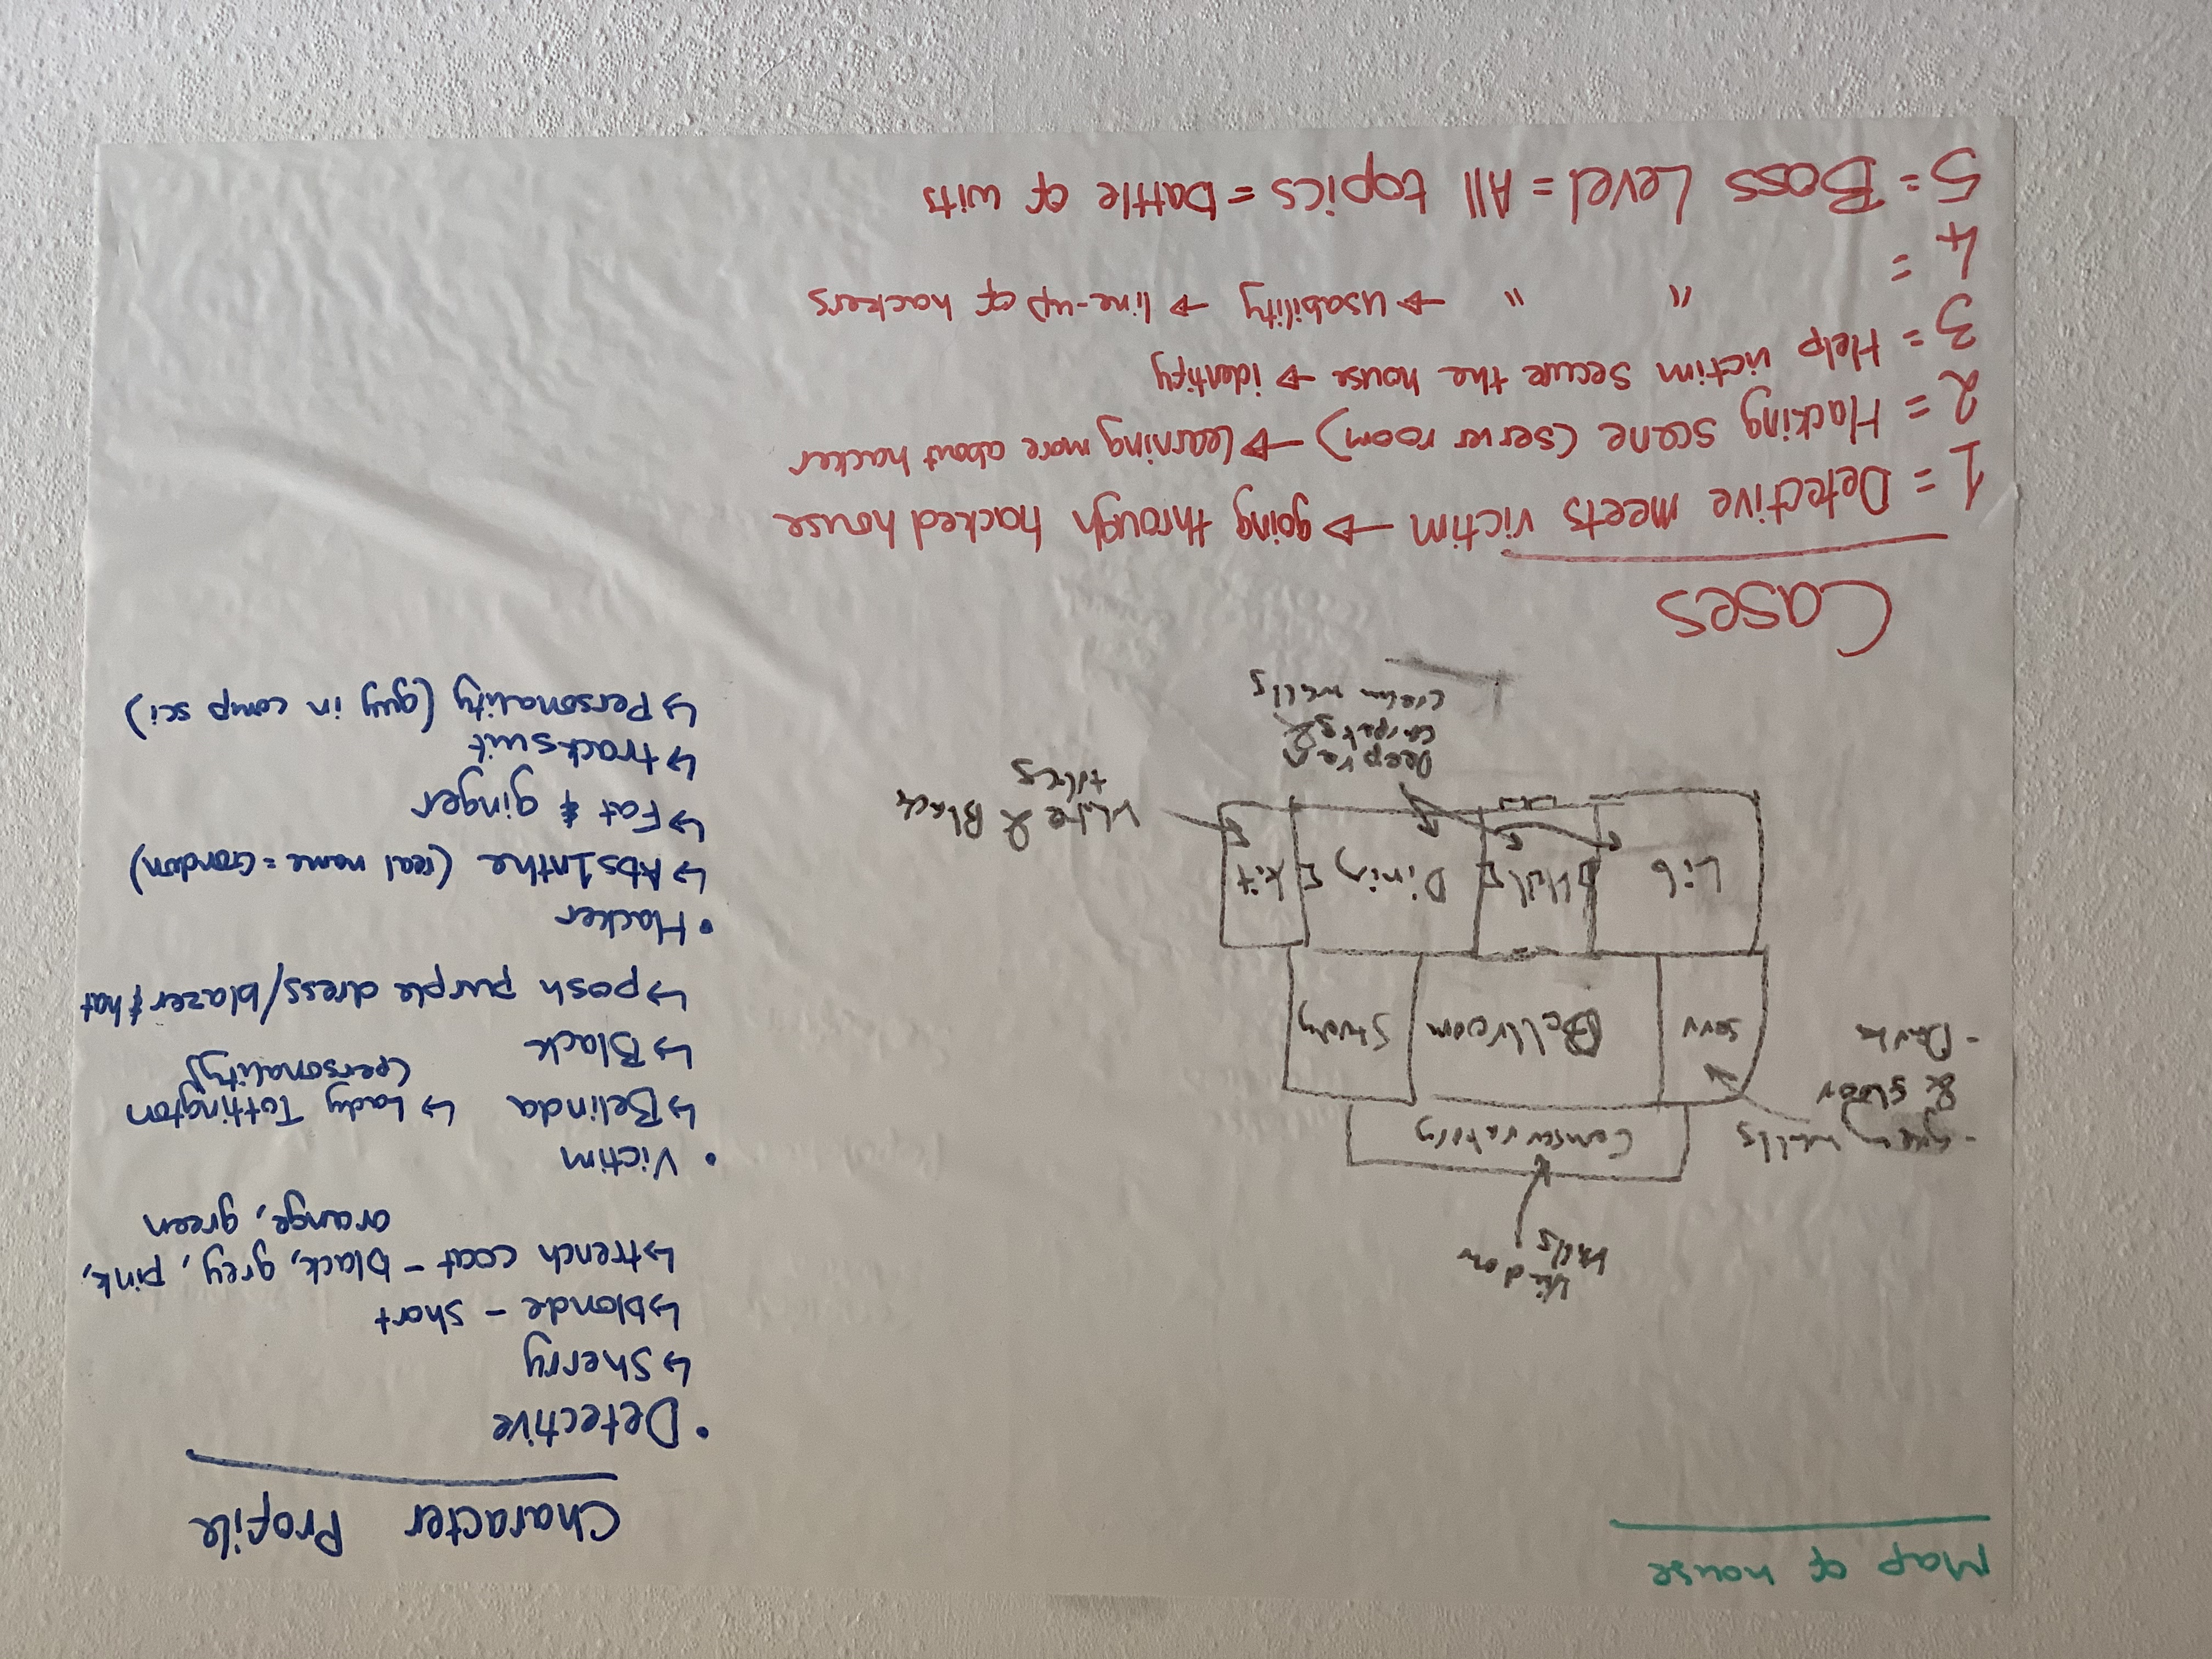 Map of house
Window
Walls
Conservatory
- grey walls
& floor
- Dark
Serv
Ballroom
Study
Lib
Hall
Dining
Kit
White & Black
tiles
Deep
carpets &
cream walls
Character Profile
• Detective
↳ Sherry
↳ blonde - short
↳ trench coat - black, grey, pink,
orange, green
• Victim
↳ Belinda ↳ Lady Tottington
(personality)
↳ Black
↳ posh purple dress/blazer & hat
• Hacker
↳ Abs1nthe (real name = Gordon)
↳ Fat & ginger
↳ tracksuit
↳ Personality (guy in comp sci)
Cases
1 = Detective meets victim → going through hacked house
2 = Hacking scene (server room) → learning more about hacker
3 = Help victim secure the house → identify
4 = " " → usability → line-up of hackers
5 = Boss Level = All topics = battle of wits